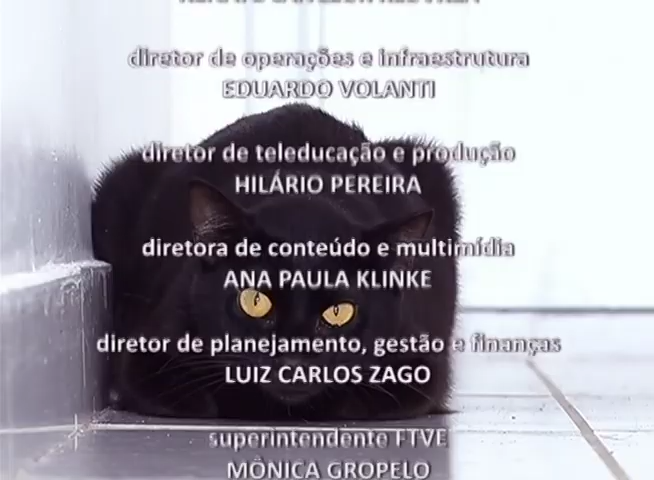 diretor de operações e infraestrutura
EDUARDO VOLANTI
diretor de teleducação e produção
HILÁRIO PEREIRA
diretora de conteúdo e multimídia
ANA PAULA KLINKE
diretor de planejamento, gestão e finanças
LUIZ CARLOS ZAGO
superintendente FTVE
MÔNICA GROPELO